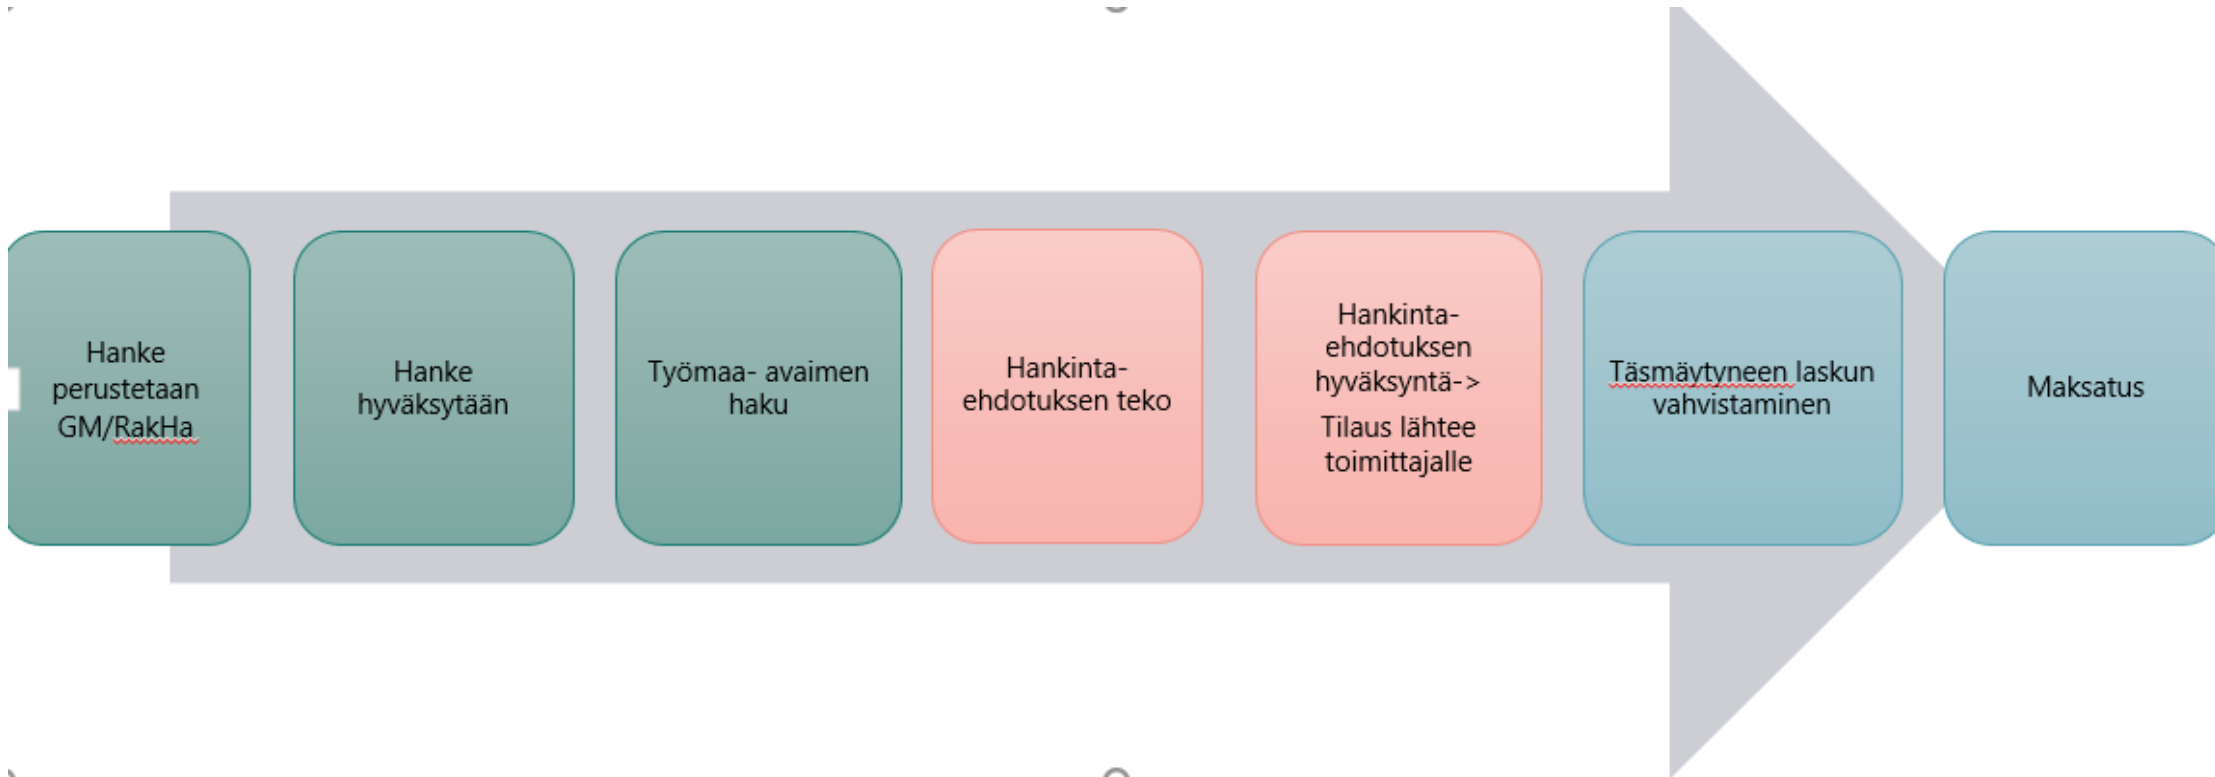 Hanke
perustetaan
GM/RakHa
Hanke
hyväksytään
Työmaa- avaimen
haku
Hankinta-
ehdotuksen teko
Hankinta-
ehdotuksen
hyväksyntä->
Tilaus lähtee
toimittajalle
Täsmäytyneen laskun
vahvistaminen
Maksatus